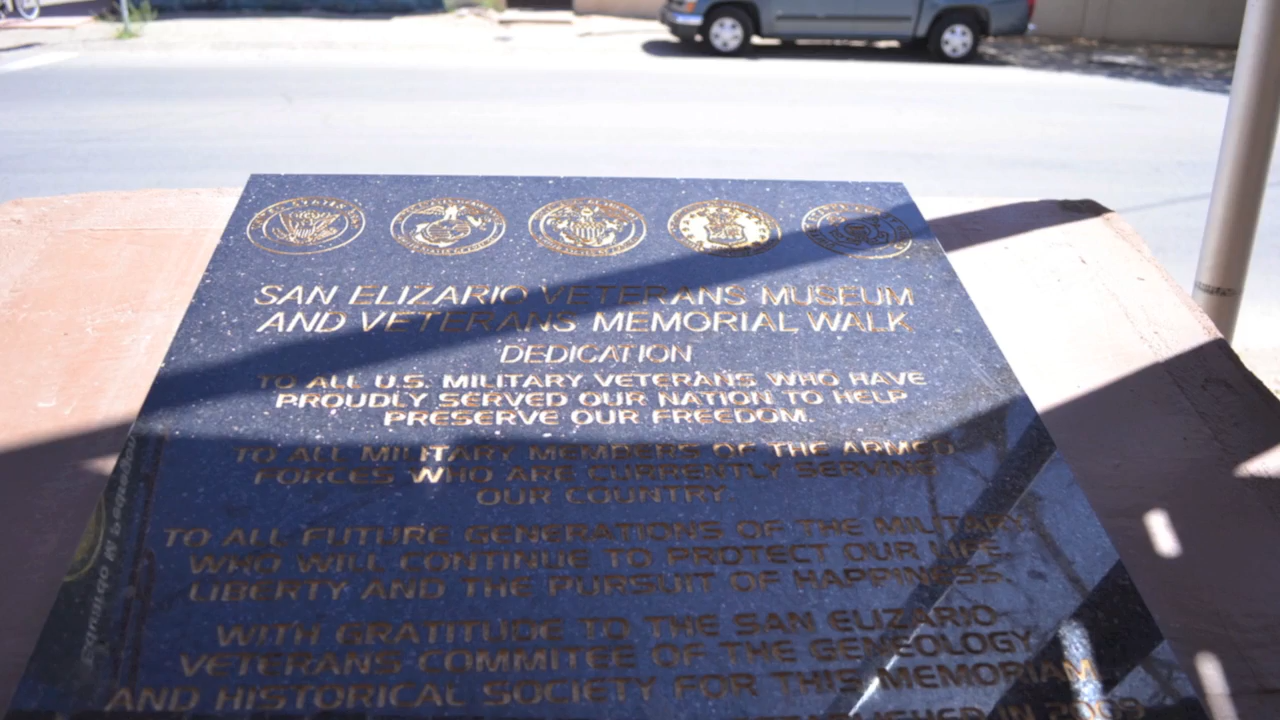 SAN ELIZARIO VETERANS MUSEUM
AND VETERANS MEMORIAL WALK
DEDICATION
TO ALL U.S. MILITARY VETERANS WHO HAVE
PROUDLY SERVED OUR NATION TO HELP
PRESERVE OUR FREEDOM.
TO ALL MILITARY MEMBERS OF THE ARMED
FORCES WHO ARE CURRENTLY SERVING
OUR COUNTRY.
TO ALL FUTURE GENERATIONS OF THE MILITARY
WHO WILL CONTINUE TO PROTECT OUR LIFE,
LIBERTY AND THE PURSUIT OF HAPPINESS.
WITH GRATITUDE TO THE SAN ELIZARIO
VETERANS COMMITEE OF THE GENEOLOGY
AND HISTORICAL SOCIETY FOR THIS MEMORIAM
ESTABLISHED IN 2009